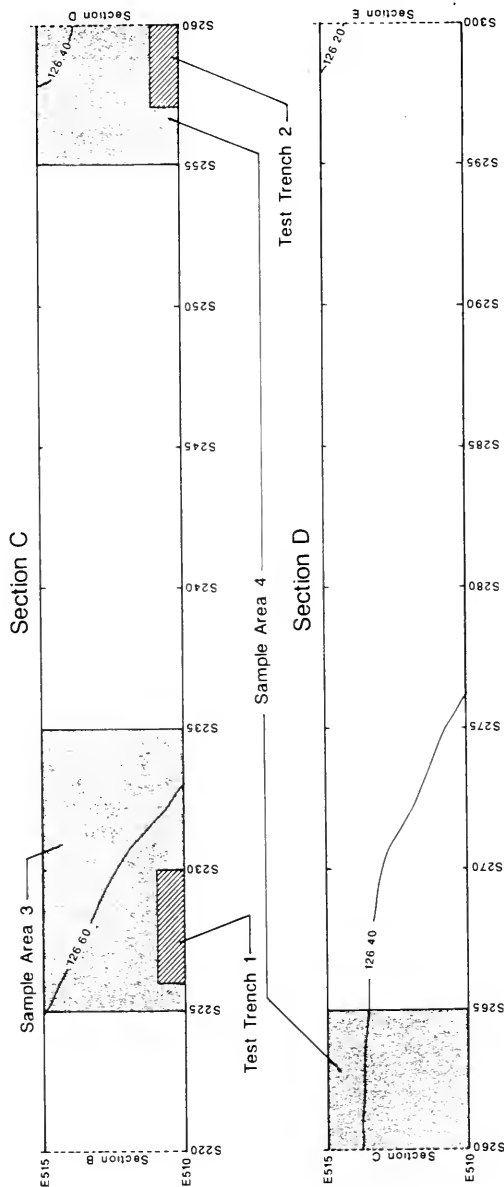 Section C
Sample Area 3
E515
Section B
E510
126.60
126.40
Section D
S220
S225
S230
S235
S240
S245
S250
S255
S260
Test Trench 1
Sample Area 4
Test Trench 2
Section D
E515
Section C
E510
126.40
126.20
Section E
S260
S265
S270
S275
S280
S285
S290
S295
S300